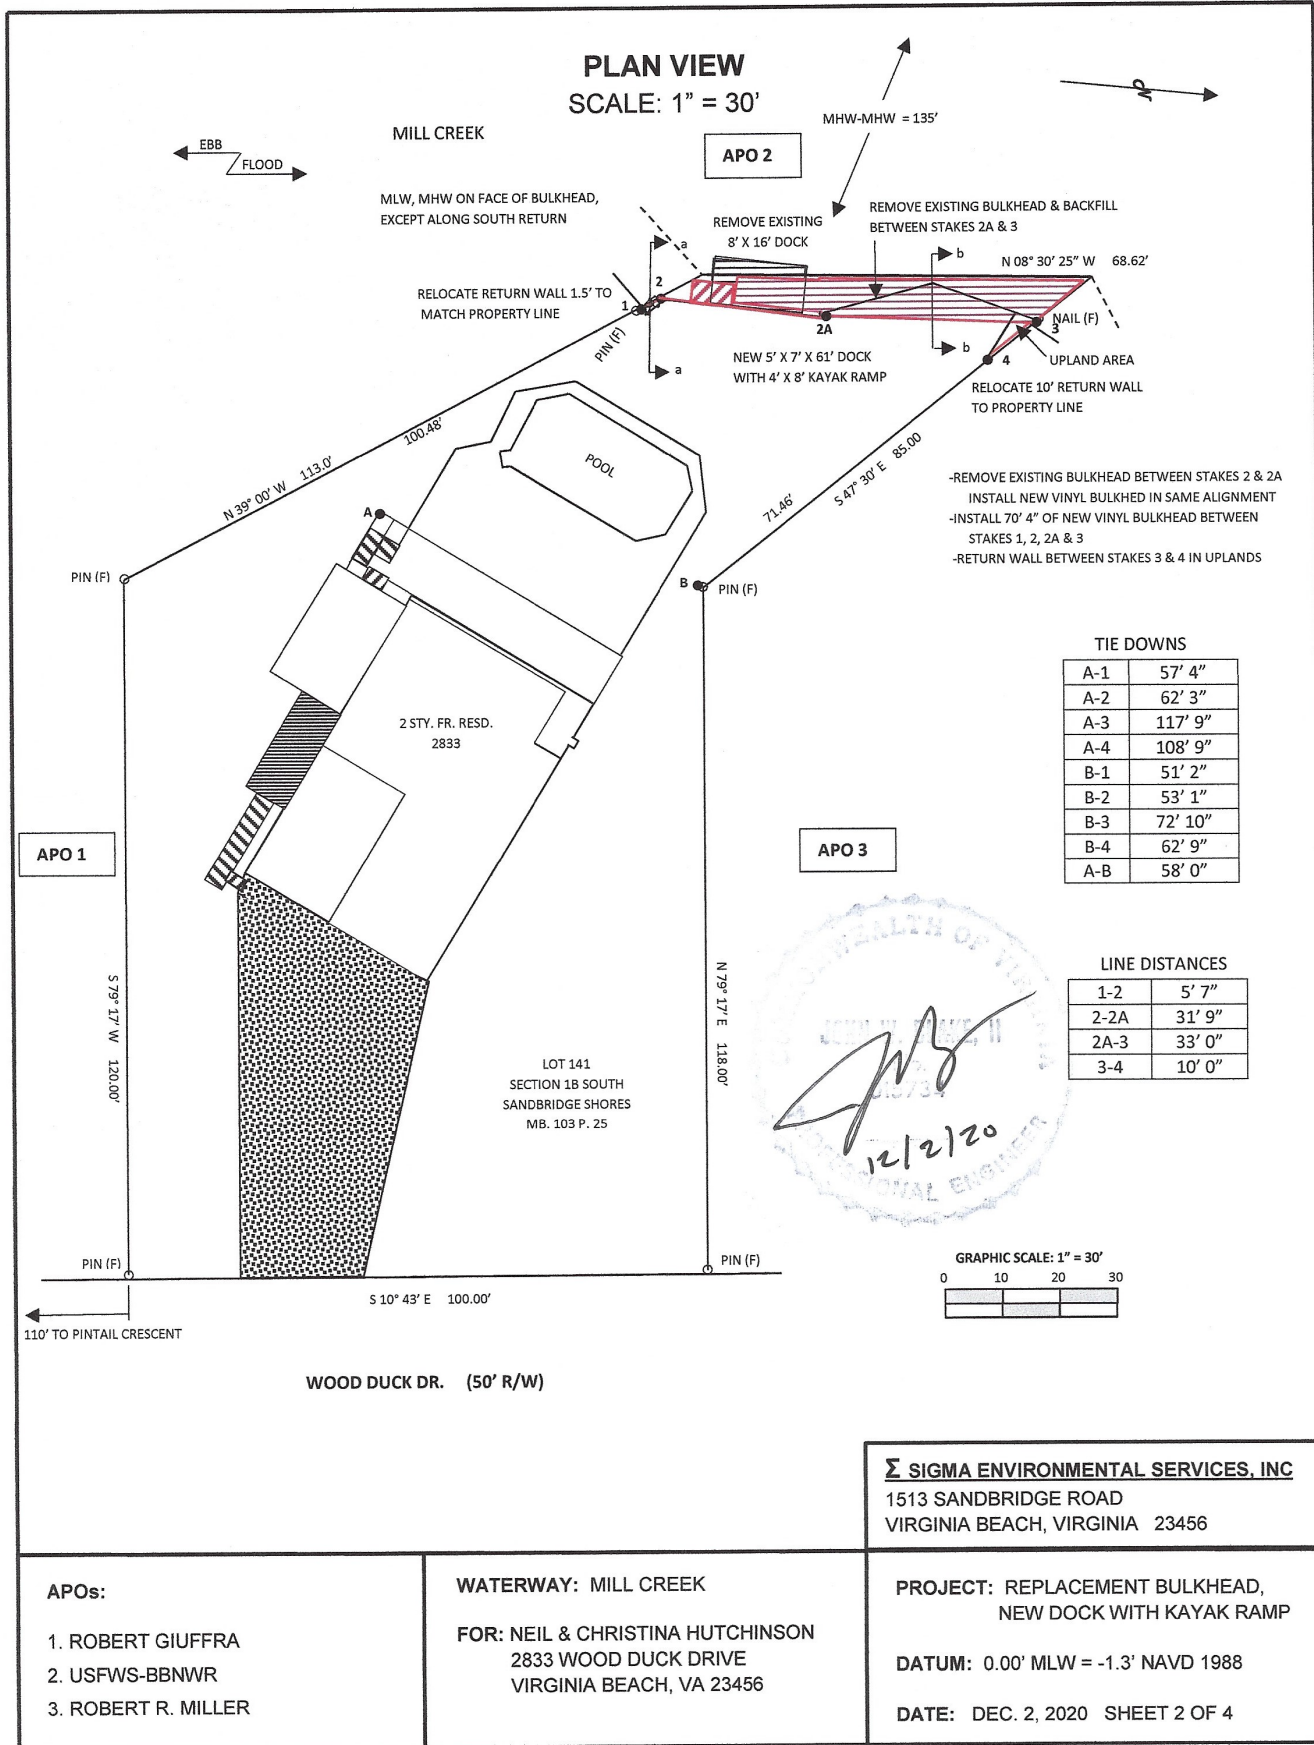 PLAN VIEW
SCALE: 1" = 30'
MILL CREEK
EBB
FLOOD
APO 2
MHW-MHW = 135'
MLW, MHW ON FACE OF BULKHEAD,
EXCEPT ALONG SOUTH RETURN
REMOVE EXISTING
8' X 16' DOCK
REMOVE EXISTING BULKHEAD & BACKFILL
BETWEEN STAKES 2A & 3
a
b
N 08° 30' 25" W 68.62'
RELOCATE RETURN WALL 1.5' TO
MATCH PROPERTY LINE
1
2
2A
3
NAIL (F)
PIN (F)
a
b
4
NEW 5' X 7' X 61' DOCK
WITH 4' X 8' KAYAK RAMP
UPLAND AREA
RELOCATE 10' RETURN WALL
TO PROPERTY LINE
N 39° 00' W 113.0'
100.48'
POOL
71.46'
S 47° 30' E 85.00
-REMOVE EXISTING BULKHEAD BETWEEN STAKES 2 & 2A
INSTALL NEW VINYL BULKHED IN SAME ALIGNMENT
-INSTALL 70' 4" OF NEW VINYL BULKHEAD BETWEEN
STAKES 1, 2, 2A & 3
-RETURN WALL BETWEEN STAKES 3 & 4 IN UPLANDS
A
PIN (F)
B
PIN (F)
TIE DOWNS
A-1 57' 4"
A-2 62' 3"
A-3 117' 9"
A-4 108' 9"
B-1 51' 2"
B-2 53' 1"
B-3 72' 10"
B-4 62' 9"
A-B 58' 0"
2 STY. FR. RESD.
2833
APO 1
APO 3
LINE DISTANCES
1-2 5' 7"
2-2A 31' 9"
2A-3 33' 0"
3-4 10' 0"
S 79° 17' W 120.00'
N 79° 17' E 118.00'
LOT 141
SECTION 1B SOUTH
SANDBRIDGE SHORES
MB. 103 P. 25
12/2/20
PIN (F)
PIN (F)
S 10° 43' E 100.00'
110' TO PINTAIL CRESCENT
GRAPHIC SCALE: 1" = 30'
0 10 20 30
WOOD DUCK DR. (50' R/W)
Σ SIGMA ENVIRONMENTAL SERVICES, INC
1513 SANDBRIDGE ROAD
VIRGINIA BEACH, VIRGINIA 23456
APOs:
1. ROBERT GIUFFRA
2. USFWS-BBNWR
3. ROBERT R. MILLER
WATERWAY: MILL CREEK
FOR: NEIL & CHRISTINA HUTCHINSON
2833 WOOD DUCK DRIVE
VIRGINIA BEACH, VA 23456
PROJECT: REPLACEMENT BULKHEAD,
NEW DOCK WITH KAYAK RAMP
DATUM: 0.00' MLW = -1.3' NAVD 1988
DATE: DEC. 2, 2020 SHEET 2 OF 4